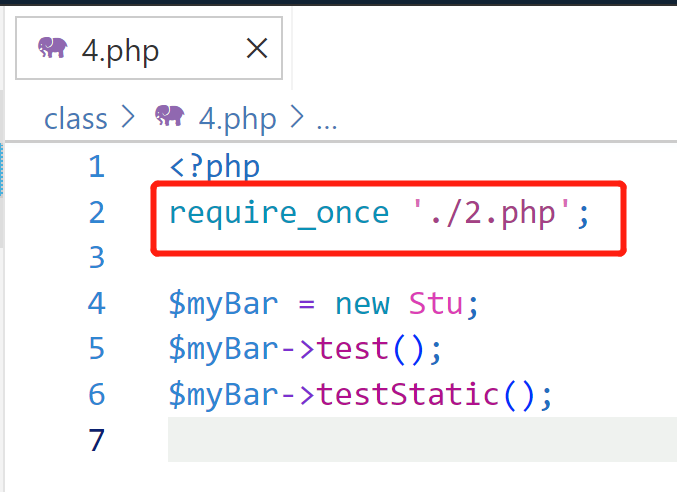 4.php
class > 4.php > ...
1 <?php
2 require_once './2.php';
3
4 $myBar = new Stu;
5 $myBar->test();
6 $myBar->testStatic();
7